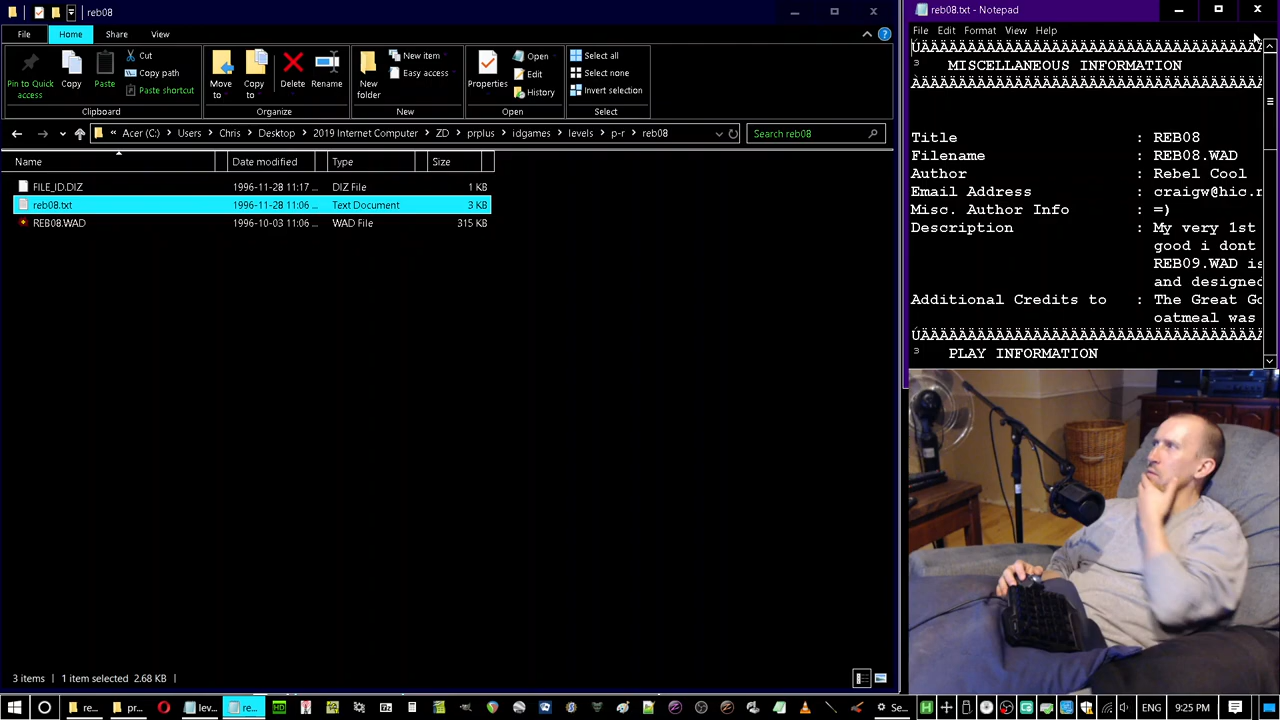 reb08
File
Home
Share
View
Pin to Quick access
Copy
Paste
Cut
Copy path
Paste shortcut
Clipboard
Move to
Copy to
Delete
Rename
Organize
New folder
New item
Easy access
New
Properties
Open
Edit
History
Open
Select all
Select none
Invert selection
Select
« Acer (C:) › Users › Chris › Desktop › 2019 Internet Computer › ZD › prplus › idgames › levels › p-r › reb08
Search reb08
Name Date modified Type Size
FILE_ID.DIZ 1996-11-28 11:17 ... DIZ File 1 KB
reb08.txt 1996-11-28 11:06 ... Text Document 3 KB
REB08.WAD 1996-10-03 11:06 ... WAD File 315 KB
3 items 1 item selected 2.68 KB
reb08.txt - Notepad
File Edit Format View Help
³ MISCELLANEOUS INFORMATION
Title : REB08
Filename : REB08.WAD
Author : Rebel Cool
Email Address : craigw@hic.
Misc. Author Info : =)
Description : My very 1st
good i dont
REB09.WAD is
and designed
Additional Credits to : The Great Go
oatmeal was
³ PLAY INFORMATION
re...
pr...
lev...
re...
Se...
ENG
9:25 PM